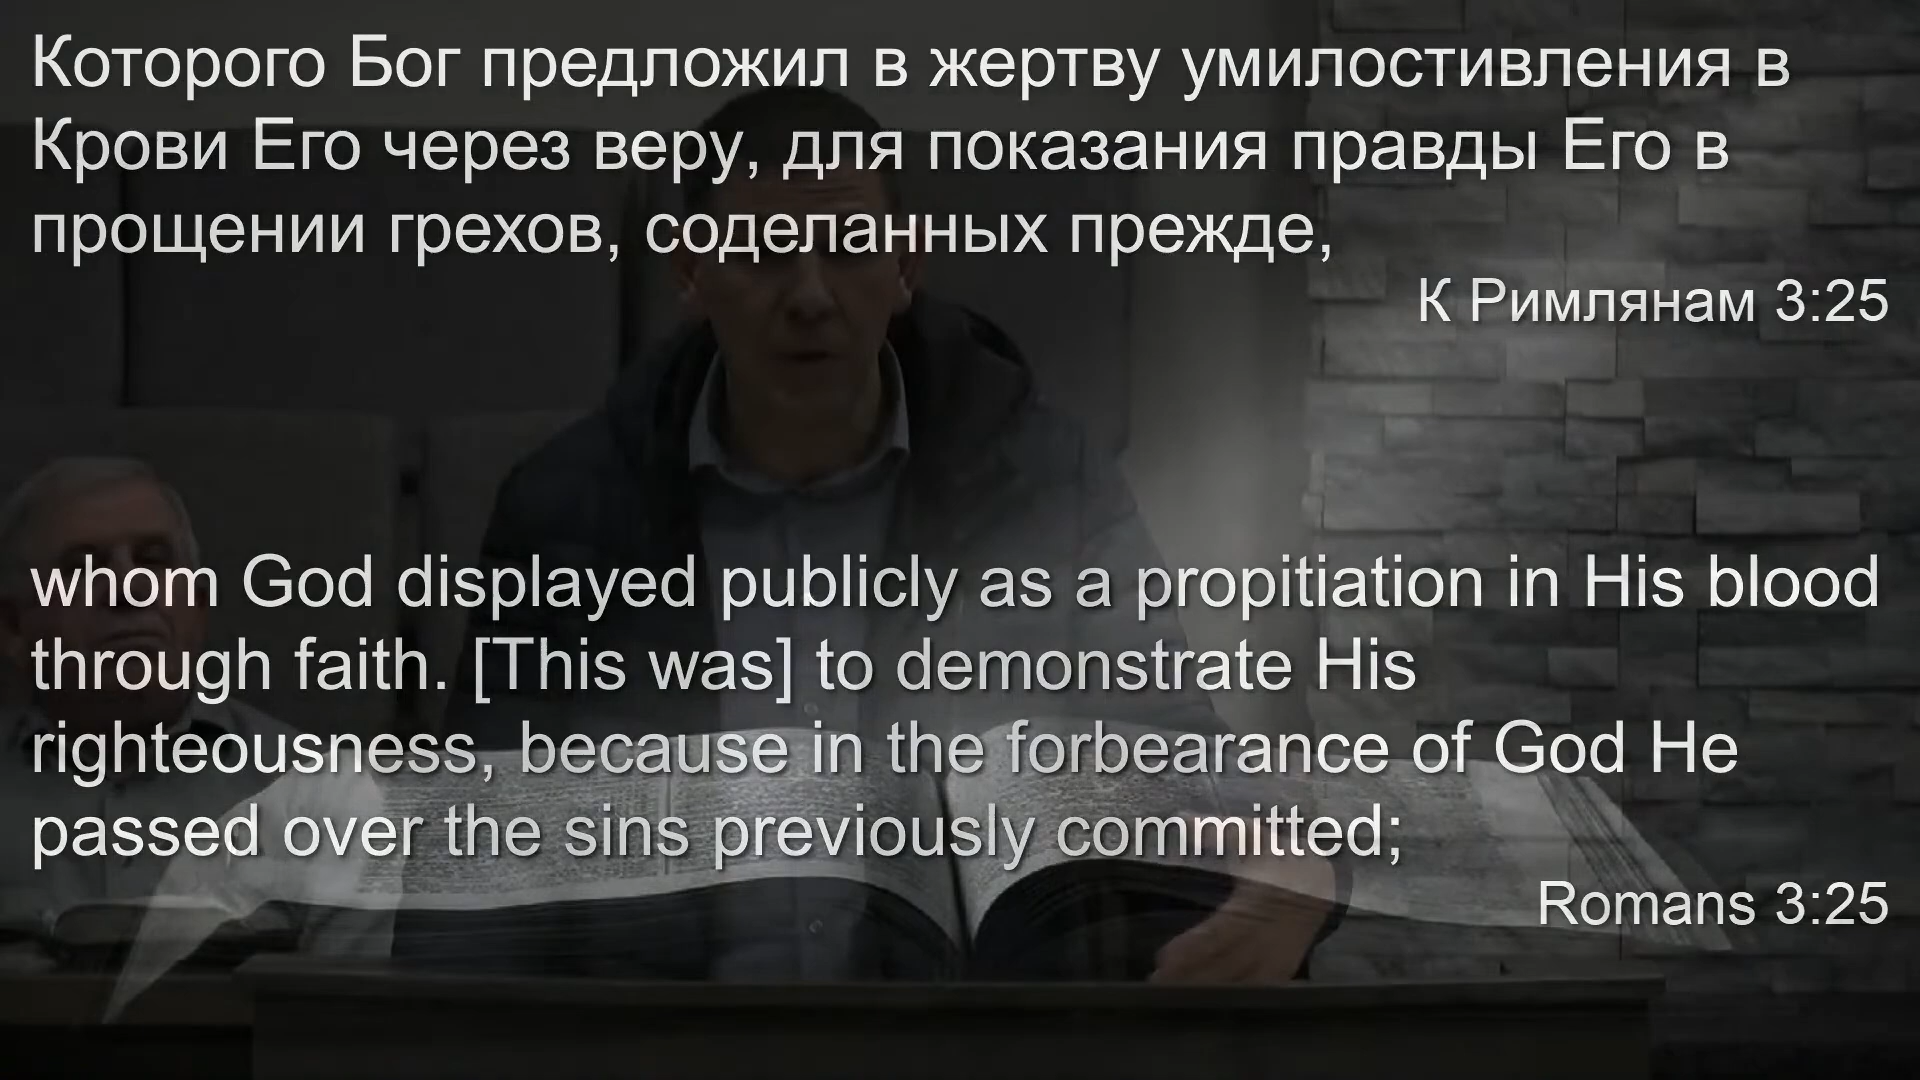 Которого Бог предложил в жертву умилостивления в
Крови Его через веру, для показания правды Его в
прощении грехов, соделанных прежде,
К Римлянам 3:25
whom God displayed publicly as a propitiation in His blood
through faith. [This was] to demonstrate His
righteousness, because in the forbearance of God He
passed over the sins previously committed;
Romans 3:25